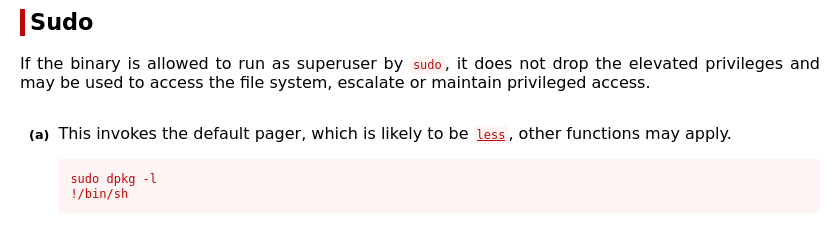 Sudo
If the binary is allowed to run as superuser by sudo, it does not drop the elevated privileges and
may be used to access the file system, escalate or maintain privileged access.
(a) This invokes the default pager, which is likely to be less, other functions may apply.
sudo dpkg -l
!/bin/sh